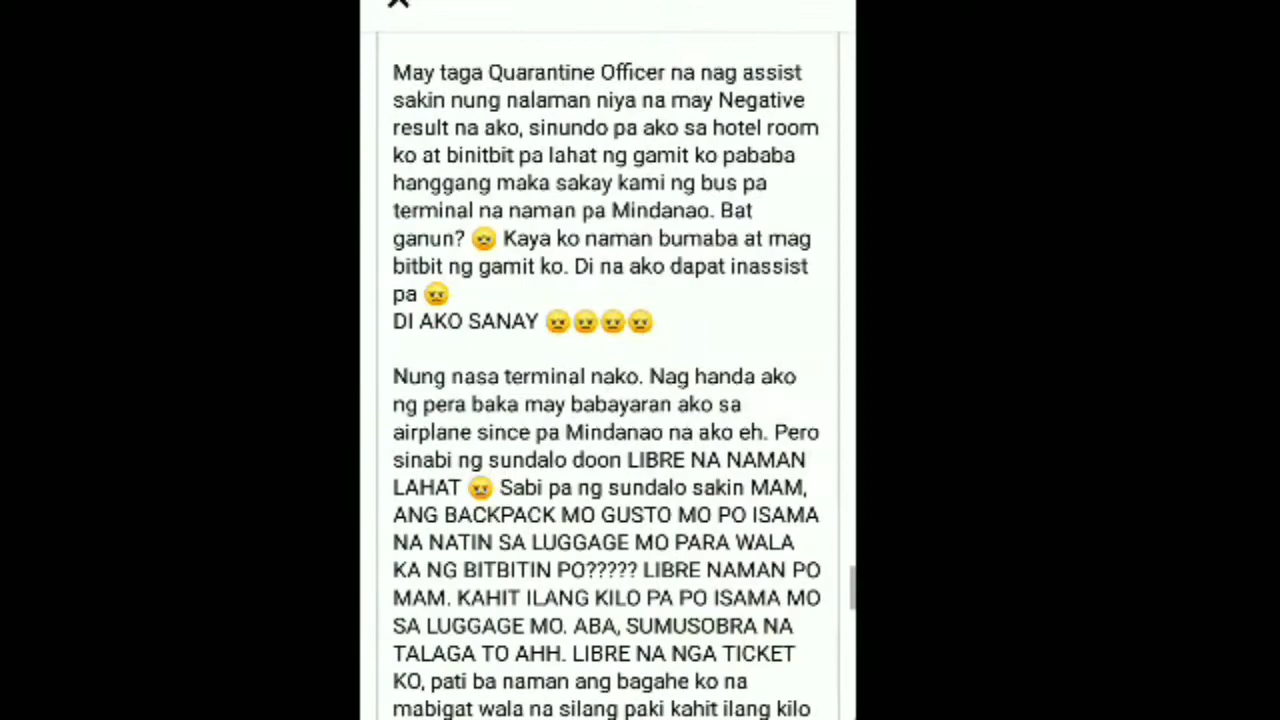 May taga Quarantine Officer na nag assist
sakin nung nalaman niya na may Negative
result na ako, sinundo pa ako sa hotel room
ko at binitbit pa lahat ng gamit ko pababa
hanggang maka sakay kami ng bus pa
terminal na naman pa Mindanao. Bat
ganun? 😢 Kaya ko naman bumaba at mag
bitbit ng gamit ko. Di na ako dapat inassist
pa 😠
DI AKO SANAY 😠😠😠😠
Nung nasa terminal nako. Nag handa ako
ng pera baka may babayaran ako sa
airplane since pa Mindanao na ako eh. Pero
sinabi ng sundalo doon LIBRE NA NAMAN
LAHAT 😠 Sabi pa ng sundalo sakin MAM,
ANG BACKPACK MO GUSTO MO PO ISAMA
NA NATIN SA LUGGAGE MO PARA WALA
KA NG BITBITIN PO????? LIBRE NAMAN PO
MAM. KAHIT ILANG KILO PA PO ISAMA MO
SA LUGGAGE MO. ABA, SUMUSOBRA NA
TALAGA TO AHH. LIBRE NA NGA TICKET
KO, pati ba naman ang bagahe ko na
mabigat wala na silang paki kahit ilang kilo